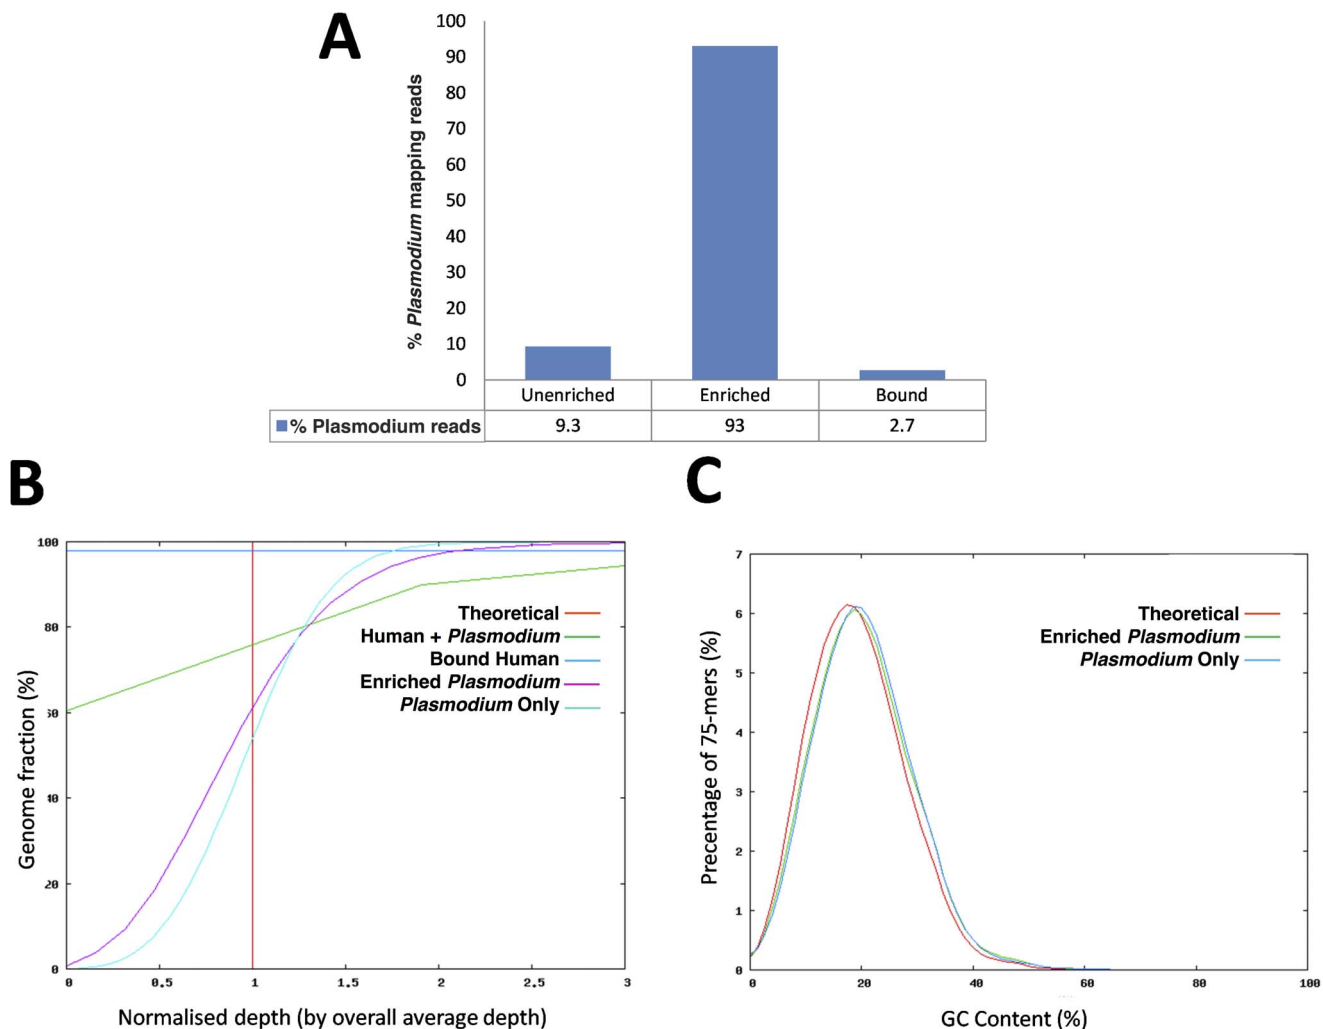 A
% Plasmodium mapping reads
100
90
80
70
60
50
40
30
20
10
0
Unenriched Enriched Bound
% Plasmodium reads 9.3 93 2.7
B
Genome fraction (%)
100
80
60
40
20
0
Theoretical
Human + Plasmodium
Bound Human
Enriched Plasmodium
Plasmodium Only
0 0.5 1 1.5 2 2.5 3
Normalised depth (by overall average depth)
C
Precentage of 75-mers (%)
7
6
5
4
3
2
1
0
Theoretical
Enriched Plasmodium
Plasmodium Only
0 20 40 60 80 100
GC Content (%)